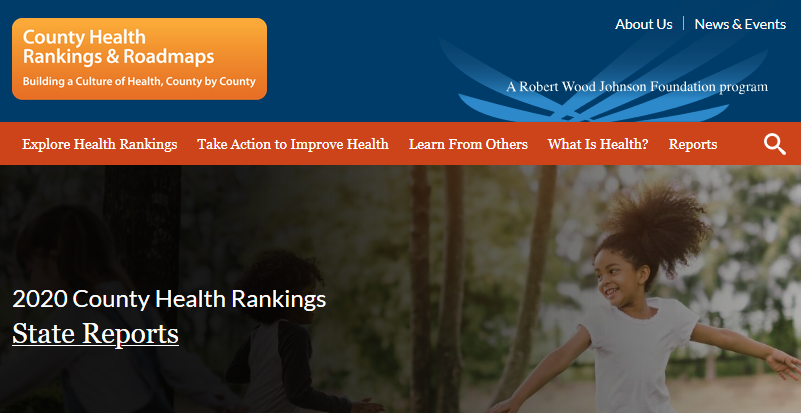 County Health
Rankings & Roadmaps
Building a Culture of Health, County by County
About Us
News & Events
A Robert Wood Johnson Foundation program
Explore Health Rankings
Take Action to Improve Health
Learn From Others
What Is Health?
Reports
2020 County Health Rankings
State Reports